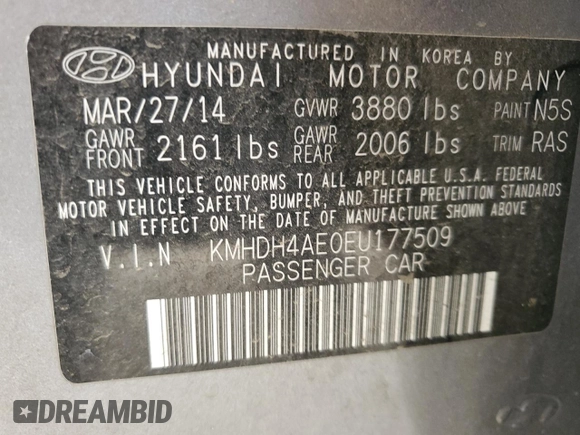 MANUFACTURED IN KOREA BY
HYUNDAI MOTOR COMPANY
MAR/27/14 GVWR 3880 lbs PAINT N5S
GAWR FRONT 2161 lbs GAWR REAR 2006 lbs TRIM RAS
THIS VEHICLE CONFORMS TO ALL APPLICABLE U.S.A. FEDERAL
MOTOR VEHICLE SAFETY, BUMPER, AND THEFT PREVENTION STANDARDS
IN EFFECT ON THE DATE OF MANUFACTURE SHOWN ABOVE.
V.I.N KMHDH4AE0EU177509
PASSENGER CAR
DREAMBID